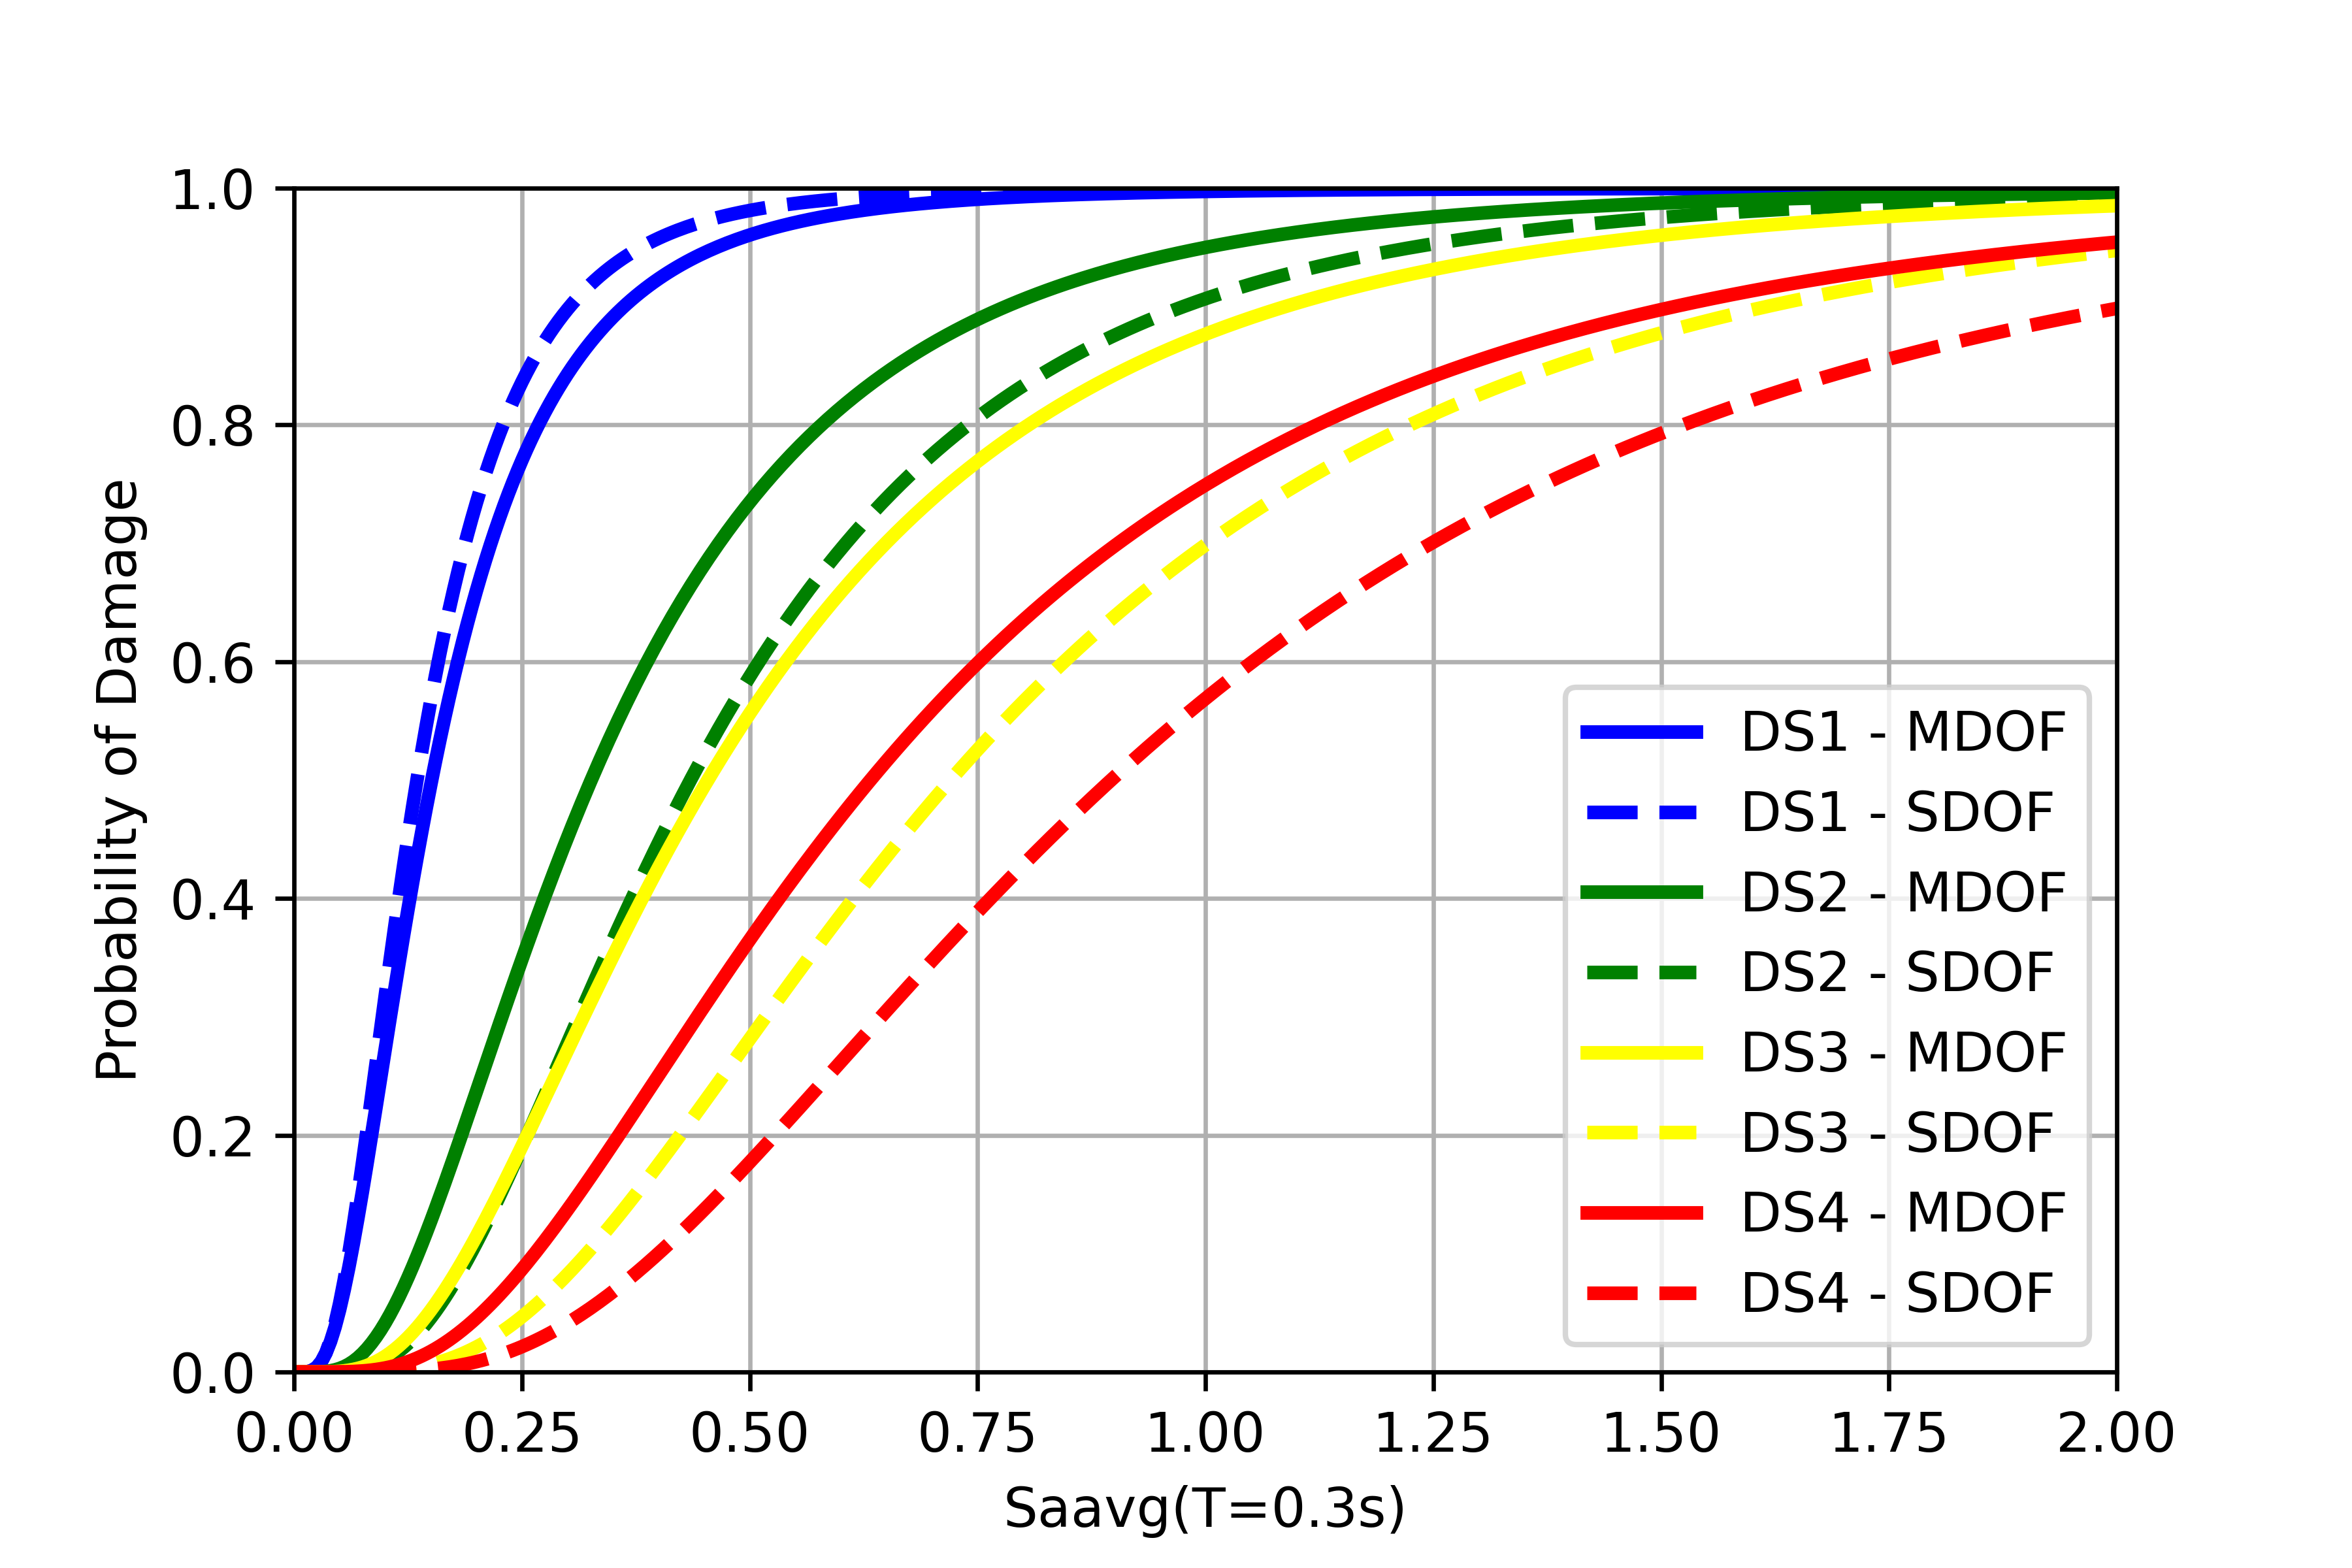 1.0
0.8
0.6
0.4
0.2
0.0
Probability of Damage
0.00 0.25 0.50 0.75 1.00 1.25 1.50 1.75 2.00
Saavg(T=0.3s)
DS1 - MDOF
DS1 - SDOF
DS2 - MDOF
DS2 - SDOF
DS3 - MDOF
DS3 - SDOF
DS4 - MDOF
DS4 - SDOF